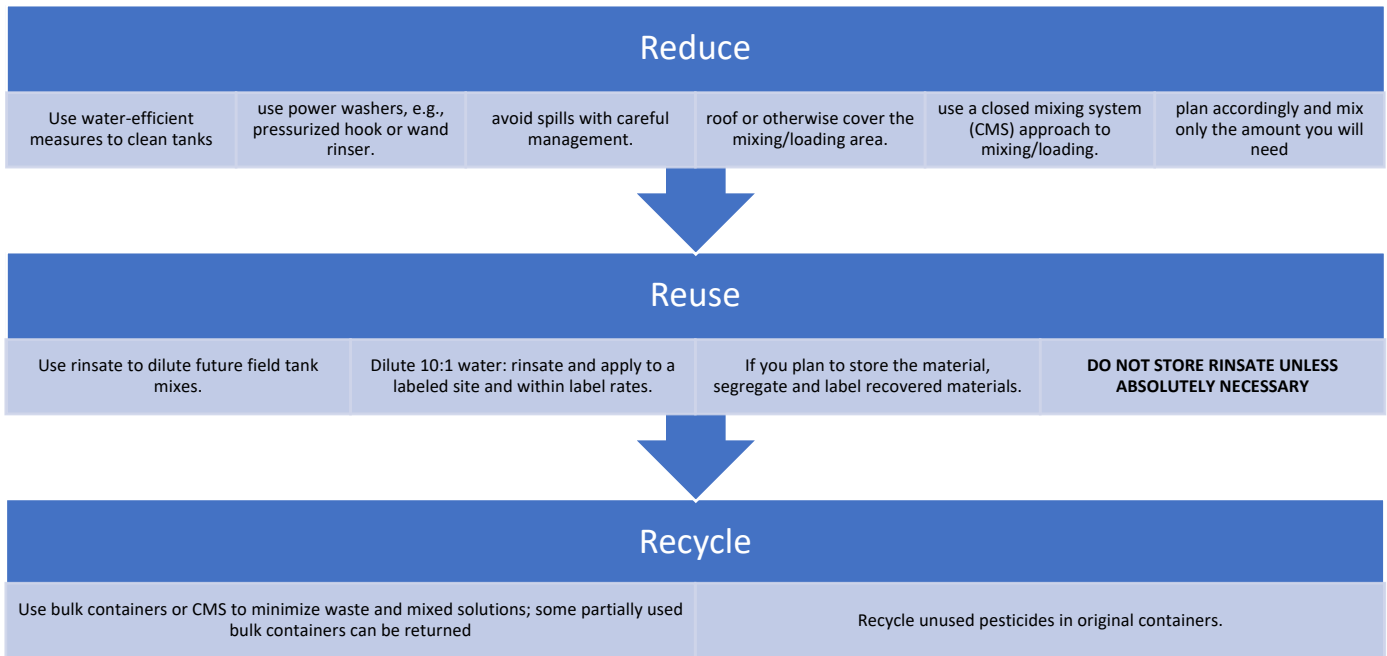 Reduce
Use water-efficient
measures to clean tanks
use power washers, e.g.,
pressurized hook or wand
rinser.
avoid spills with careful
management.
roof or otherwise cover the
mixing/loading area.
use a closed mixing system
(CMS) approach to
mixing/loading.
plan accordingly and mix
only the amount you will
need
Reuse
Use rinsate to dilute future field tank
mixes.
Dilute 10:1 water: rinsate and apply to a
labeled site and within label rates.
If you plan to store the material,
segregate and label recovered materials.
DO NOT STORE RINSATE UNLESS
ABSOLUTELY NECESSARY
Recycle
Use bulk containers or CMS to minimize waste and mixed solutions; some partially used
bulk containers can be returned
Recycle unused pesticides in original containers.